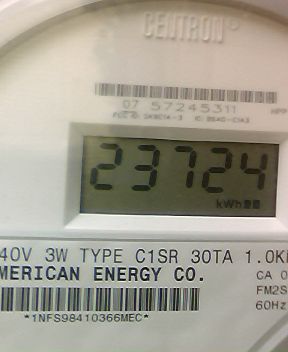 CENTRON
07 57245311
23724
kWh
40V 3W TYPE C1SR 30TA 1.0K
MERICAN ENERGY CO.
CA 0
FM2S
60Hz
*1NFS98410366MEC*